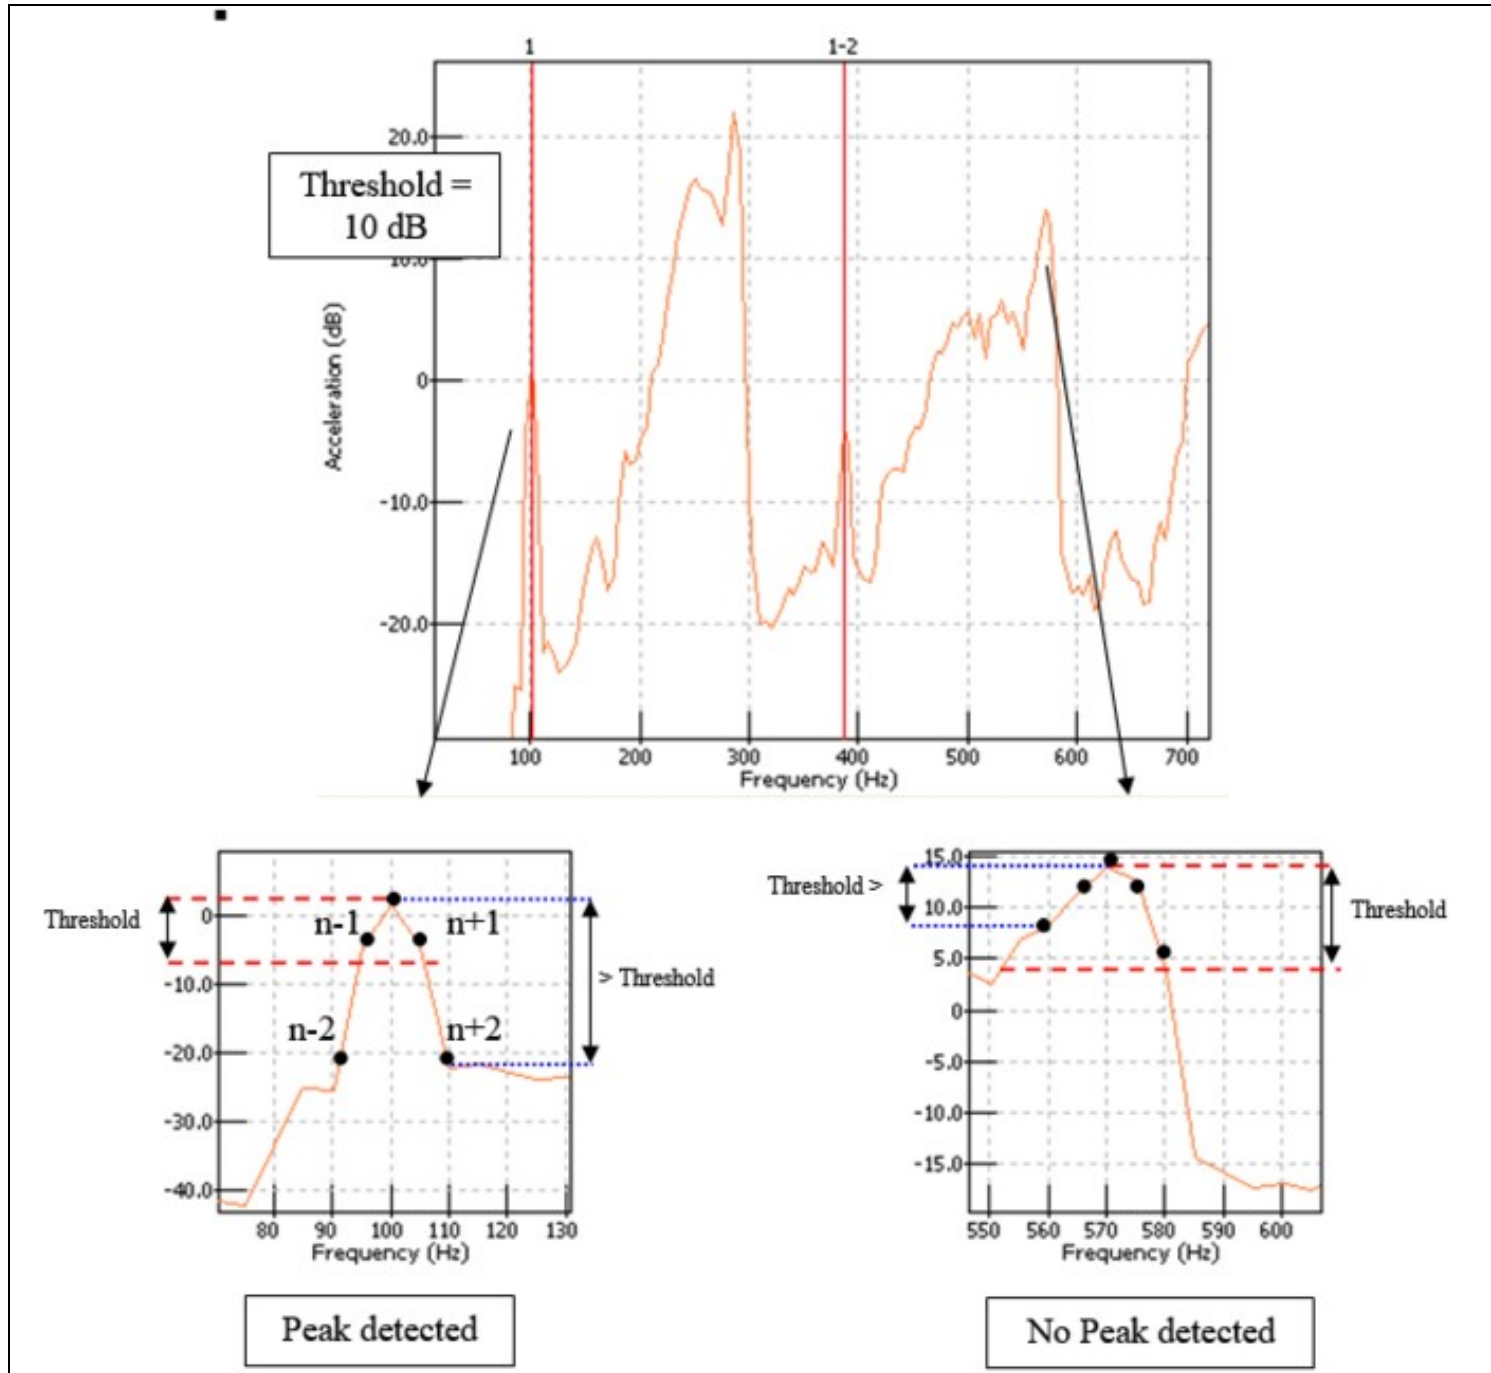 1 1-2
20.0
Threshold =
10 dB
10.0
0
-10.0
-20.0
Acceleration (dB)
100 200 300 400 500 600 700
Frequency (Hz)
Threshold
0
-10.0
-20.0
-30.0
-40.0
n-1 n+1
n-2 n+2
> Threshold
80 90 100 110 120 130
Frequency (Hz)
Peak detected
Threshold >
15.0
10.0
5.0
0
-5.0
-10.0
-15.0
Threshold
550 560 570 580 590 600
Frequency (Hz)
No Peak detected